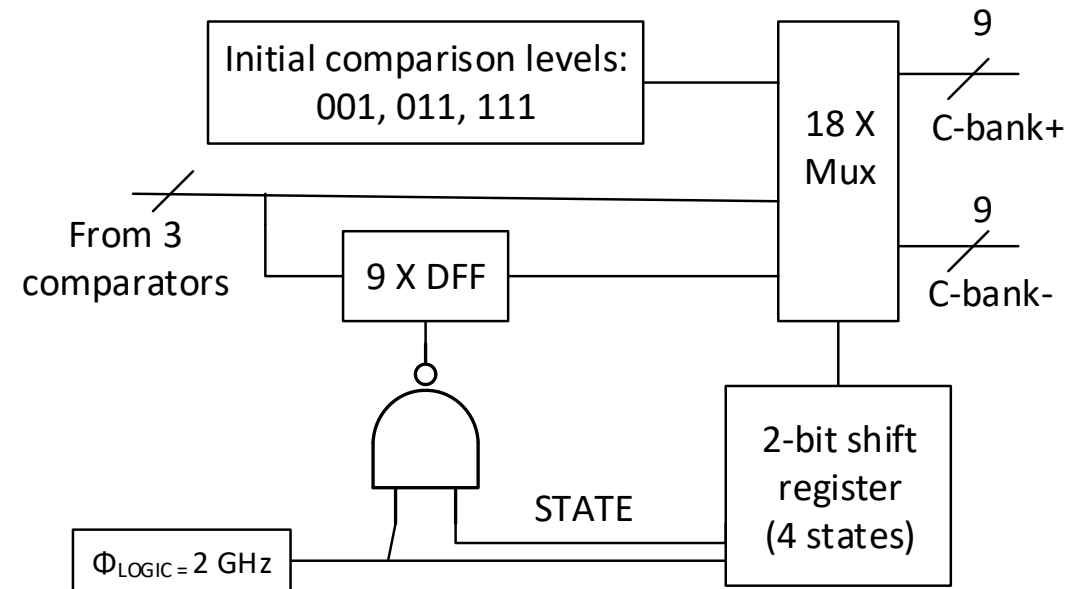 Initial comparison levels:
001, 011, 111
9
18 X
Mux
C-bank+
From 3
comparators
9 X DFF
9
C-bank-
2-bit shift
register
(4 states)
STATE
ΦLOGIC = 2 GHz